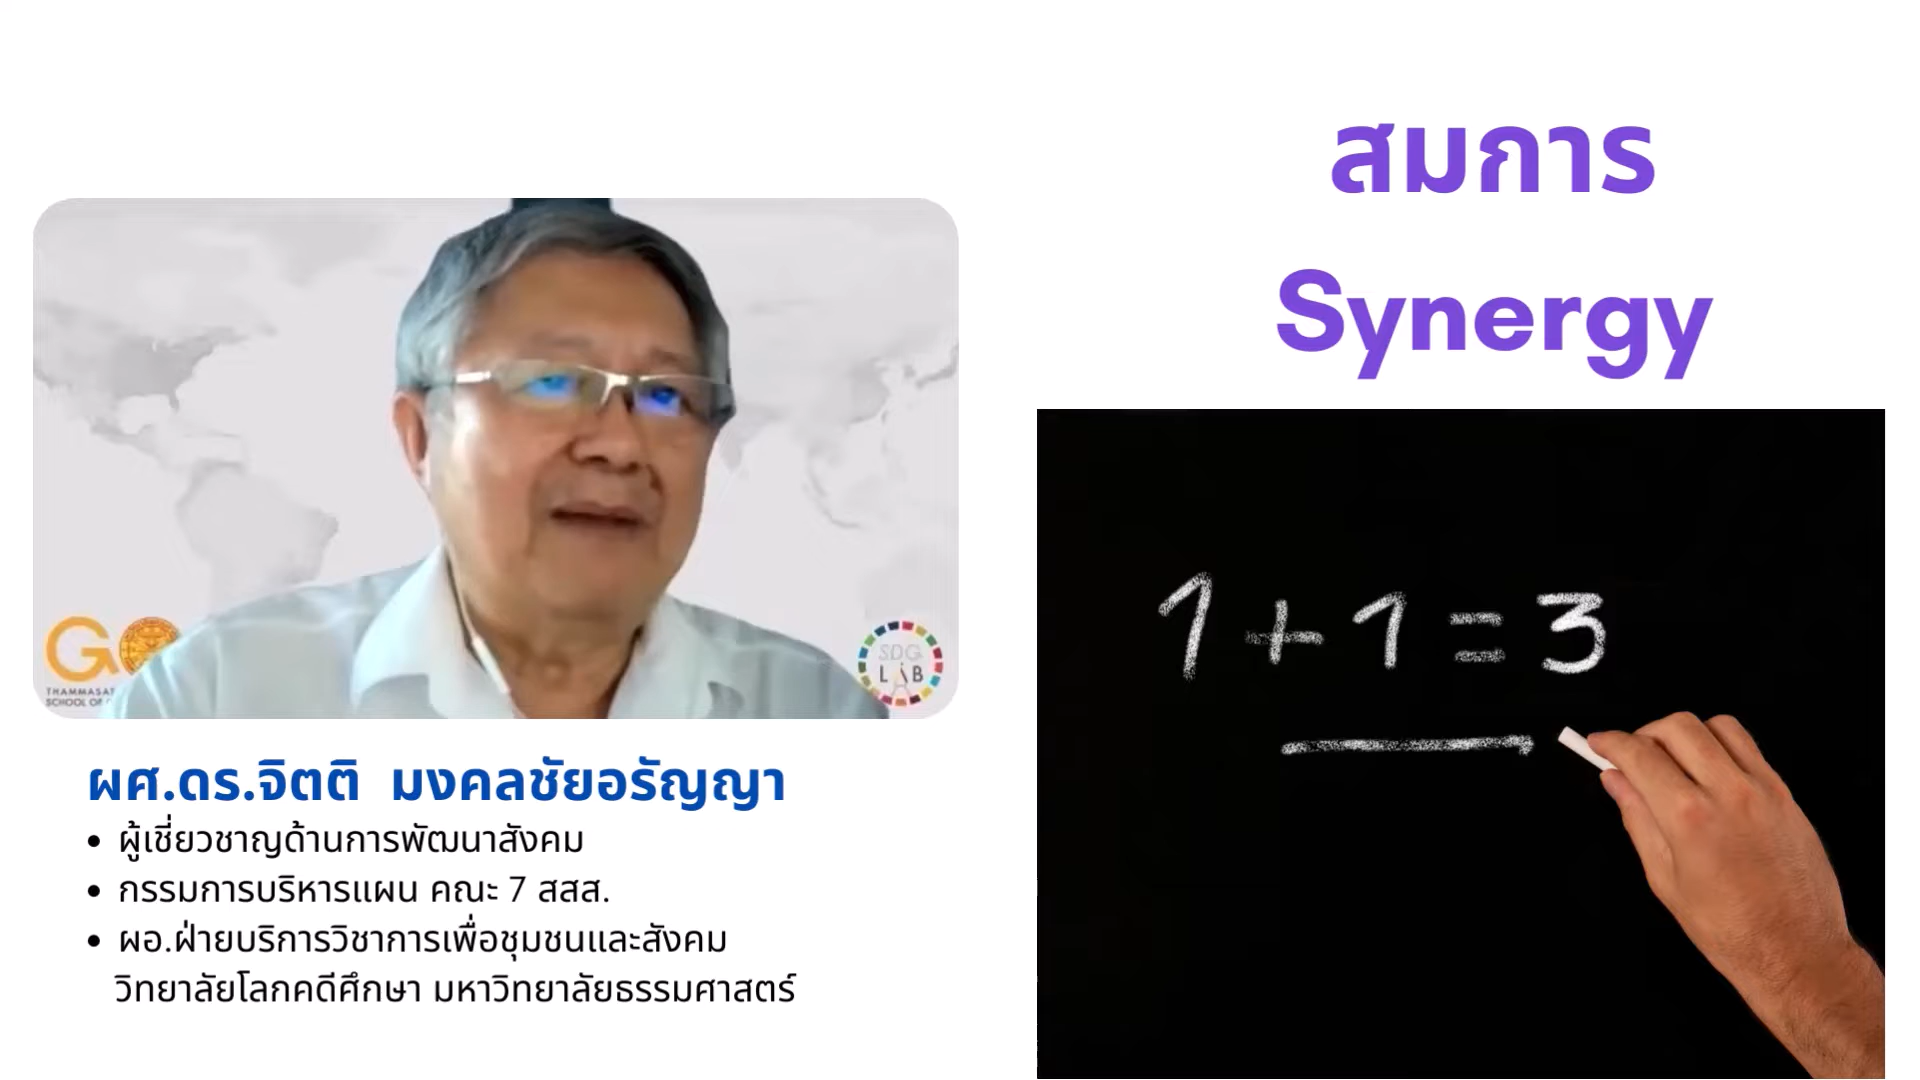 สมการ
Synergy
THAMMASAT
SCHOOL OF
SDG
LAB
ผศ.ดร.จิตติ มงคลชัยอรัญญา
• ผู้เชี่ยวชาญด้านการพัฒนาสังคม
• กรรมการบริหารแผน คณะ 7 สสส.
• ผอ.ฝ่ายบริการวิชาการเพื่อชุมชนและสังคม
วิทยาลัยโลกคดีศึกษา มหาวิทยาลัยธรรมศาสตร์
1 + 1 = 3